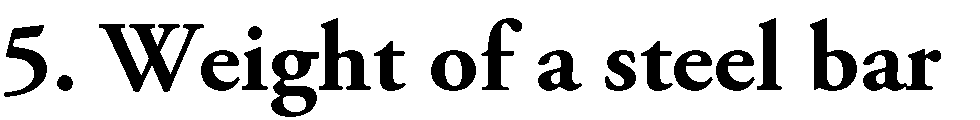 5. Weight of a steel bar